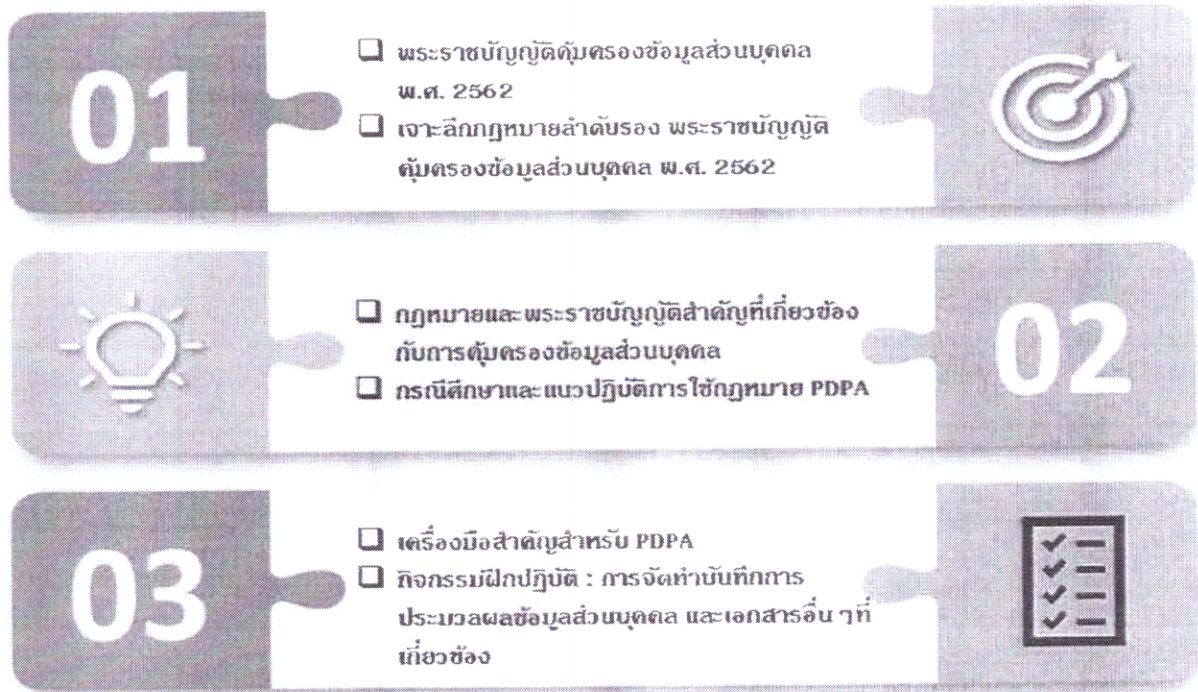 01
❑ พระราชบัญญัติคุ้มครองข้อมูลส่วนบุคคล
พ.ศ. 2562
❑ เจาะลึกกฎหมายลำดับรอง พระราชบัญญัติ
คุ้มครองข้อมูลส่วนบุคคล พ.ศ. 2562
❑ กฎหมายและพระราชบัญญัติสำคัญที่เกี่ยวข้อง
กับการคุ้มครองข้อมูลส่วนบุคคล
❑ กรณีศึกษาและแนวปฏิบัติการใช้กฎหมาย PDPA
02
03
❑ เครื่องมือสำคัญสำหรับ PDPA
❑ กิจกรรมฝึกปฏิบัติ : การจัดทำบันทึกการ
ประมวลผลข้อมูลส่วนบุคคล และเอกสารอื่น ๆที่
เกี่ยวข้อง